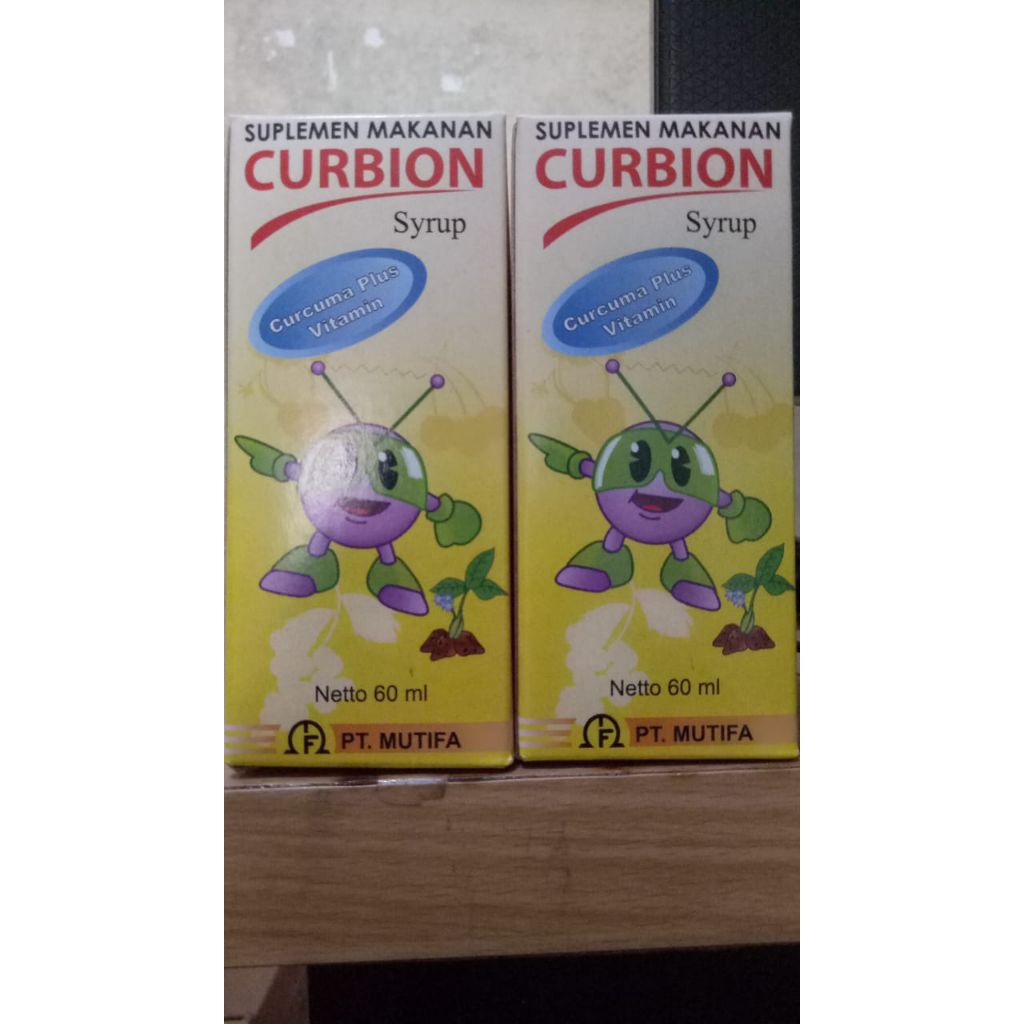 SUPLEMEN MAKANAN
CURBION
Syrup
Curcuma Plus
Vitamin
Netto 60 ml
PT. MUTIFA
SUPLEMEN MAKANAN
CURBION
Syrup
Curcuma Plus
Vitamin
Netto 60 ml
PT. MUTIFA